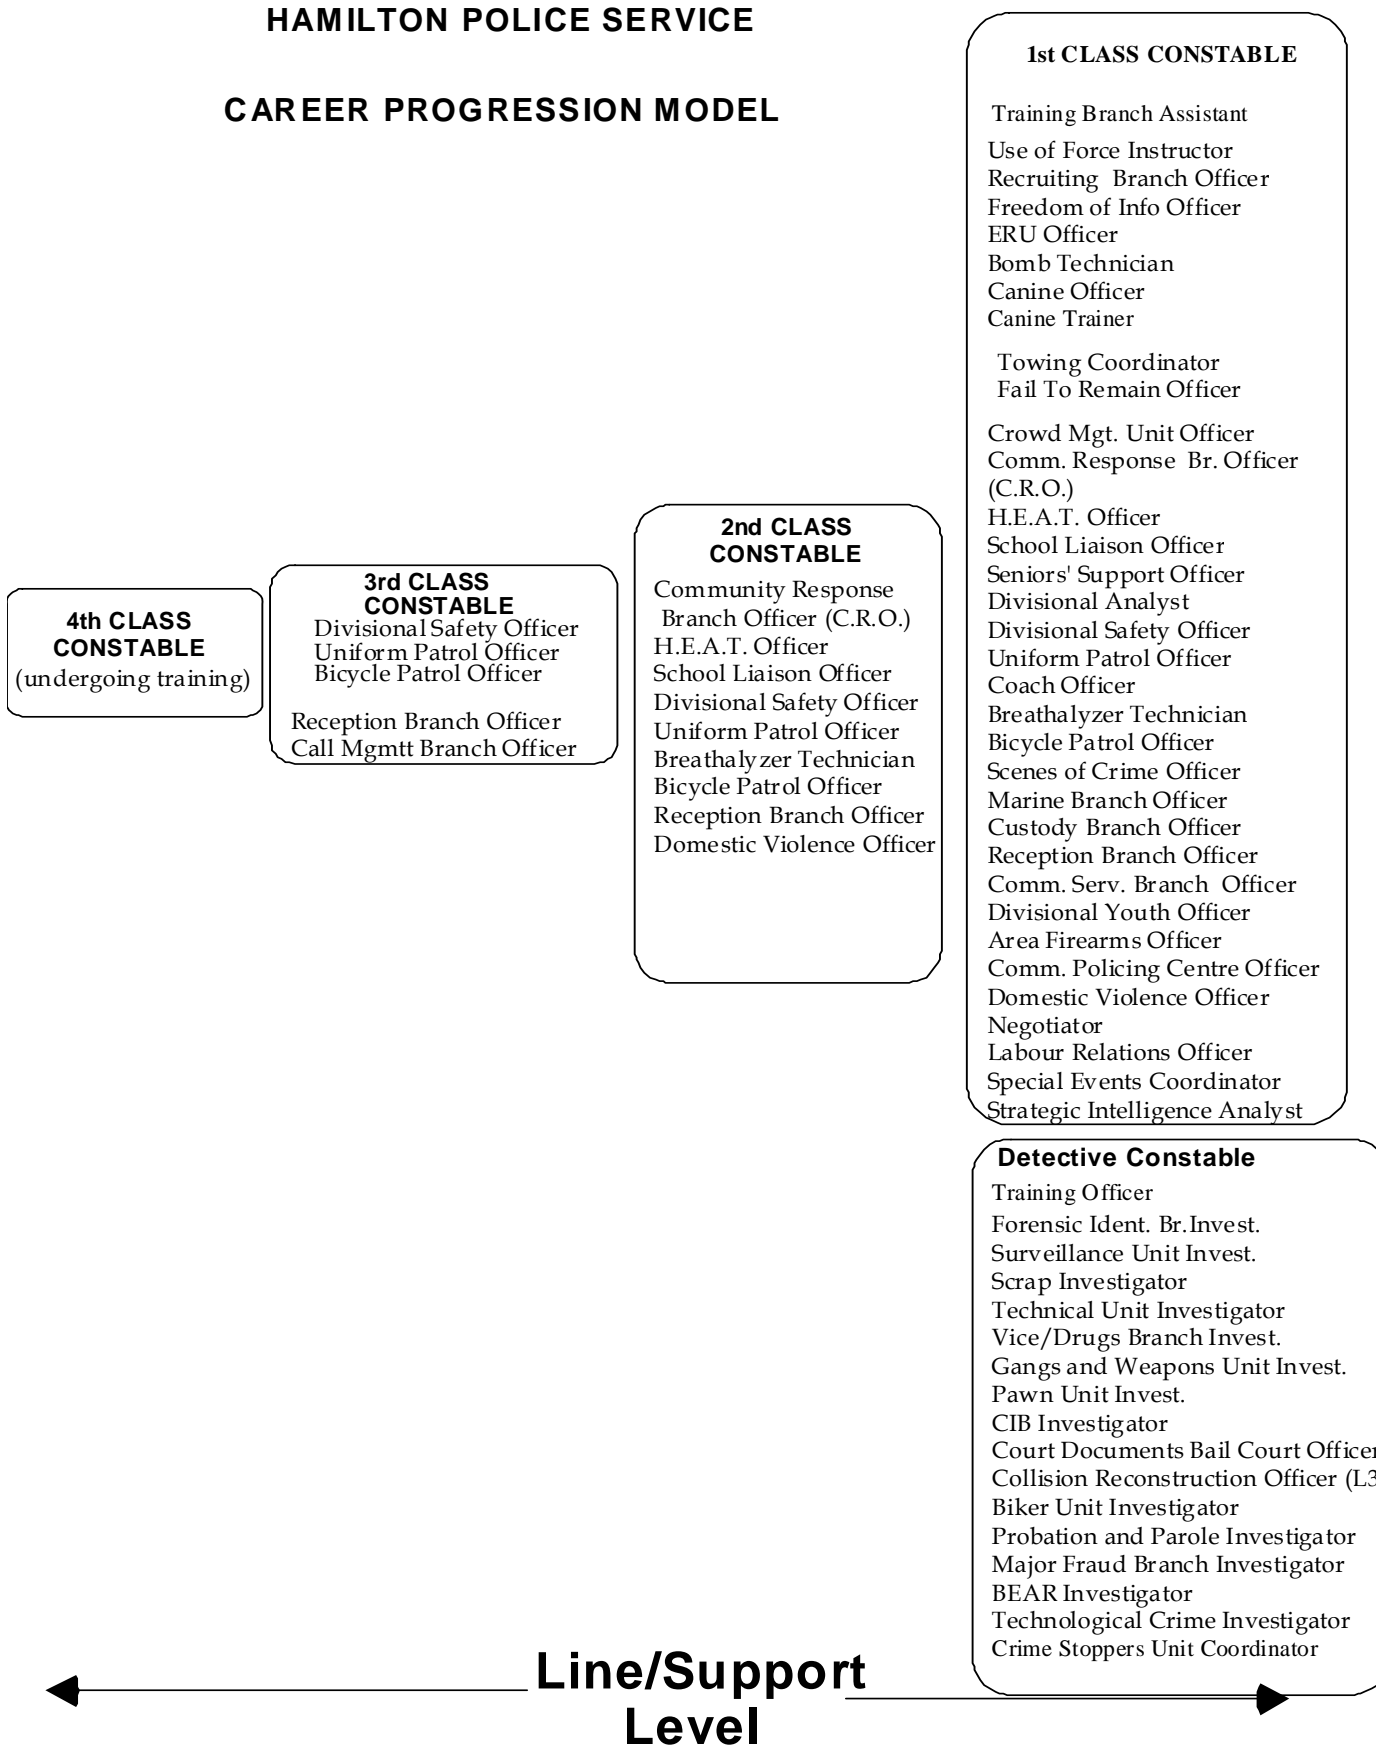 HAMILTON POLICE SERVICE
CAREER PROGRESSION MODEL
4th CLASS
CONSTABLE
(undergoing training)
3rd CLASS
CONSTABLE
Divisional Safety Officer
Uniform Patrol Officer
Bicycle Patrol Officer
Reception Branch Officer
Call Mgmtt Branch Officer
2nd CLASS
CONSTABLE
Community Response
Branch Officer (C.R.O.)
H.E.A.T. Officer
School Liaison Officer
Divisional Safety Officer
Uniform Patrol Officer
Breathalyzer Technician
Bicycle Patrol Officer
Reception Branch Officer
Domestic Violence Officer
1st CLASS CONSTABLE
Training Branch Assistant
Use of Force Instructor
Recruiting Branch Officer
Freedom of Info Officer
ERU Officer
Bomb Technician
Canine Officer
Canine Trainer
Towing Coordinator
Fail To Remain Officer
Crowd Mgt. Unit Officer
Comm. Response Br. Officer
(C.R.O.)
H.E.A.T. Officer
School Liaison Officer
Seniors' Support Officer
Divisional Analyst
Divisional Safety Officer
Uniform Patrol Officer
Coach Officer
Breathalyzer Technician
Bicycle Patrol Officer
Scenes of Crime Officer
Marine Branch Officer
Custody Branch Officer
Reception Branch Officer
Comm. Serv. Branch Officer
Divisional Youth Officer
Area Firearms Officer
Comm. Policing Centre Officer
Domestic Violence Officer
Negotiator
Labour Relations Officer
Special Events Coordinator
Strategic Intelligence Analyst
Detective Constable
Training Officer
Forensic Ident. Br.Invest.
Surveillance Unit Invest.
Scrap Investigator
Technical Unit Investigator
Vice/Drugs Branch Invest.
Gangs and Weapons Unit Invest.
Pawn Unit Invest.
CIB Investigator
Court Documents Bail Court Officer
Collision Reconstruction Officer (L3
Biker Unit Investigator
Probation and Parole Investigator
Major Fraud Branch Investigator
BEAR Investigator
Technological Crime Investigator
Crime Stoppers Unit Coordinator
Line/Support
Level